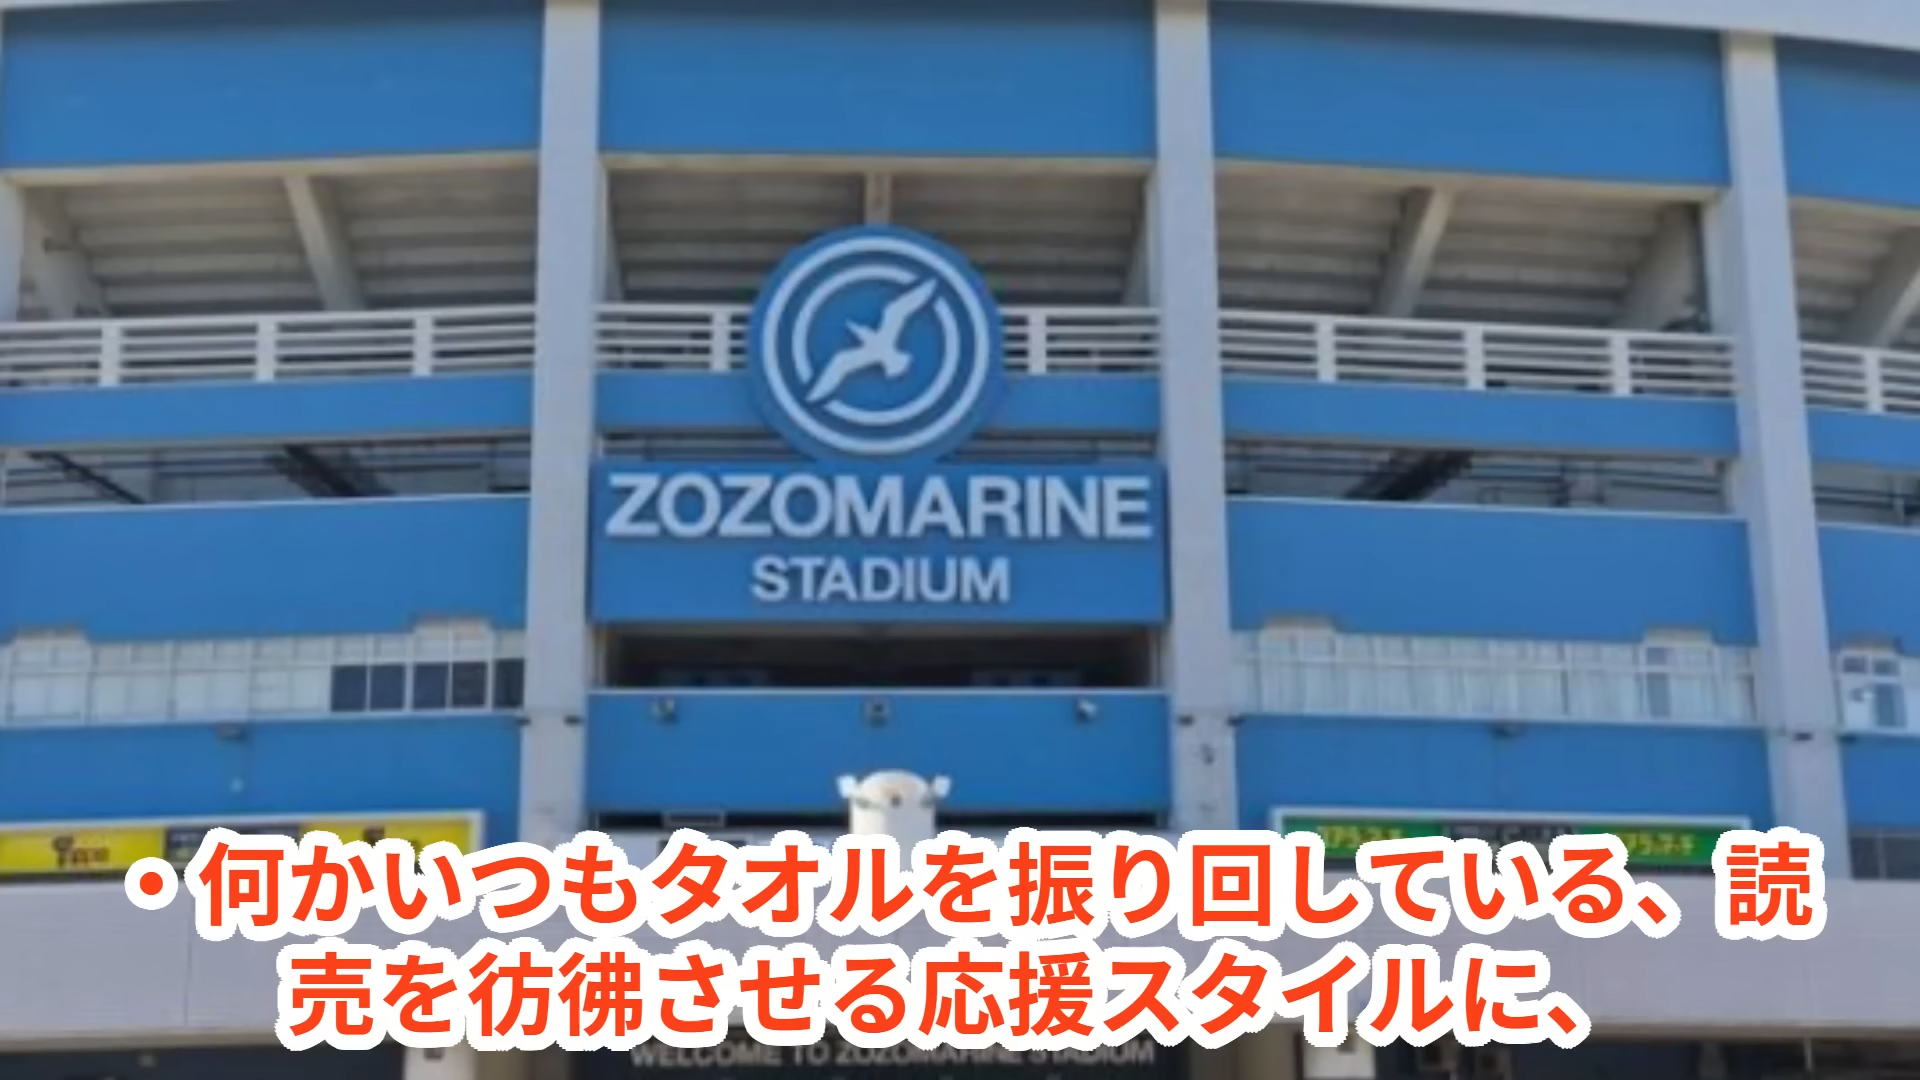 ZOZOMARINE
STADIUM
・何かいつもタオルを振り回している、読
売を彷彿させる応援スタイルに、
WELCOME TO ZOZOMARINE STADIUM